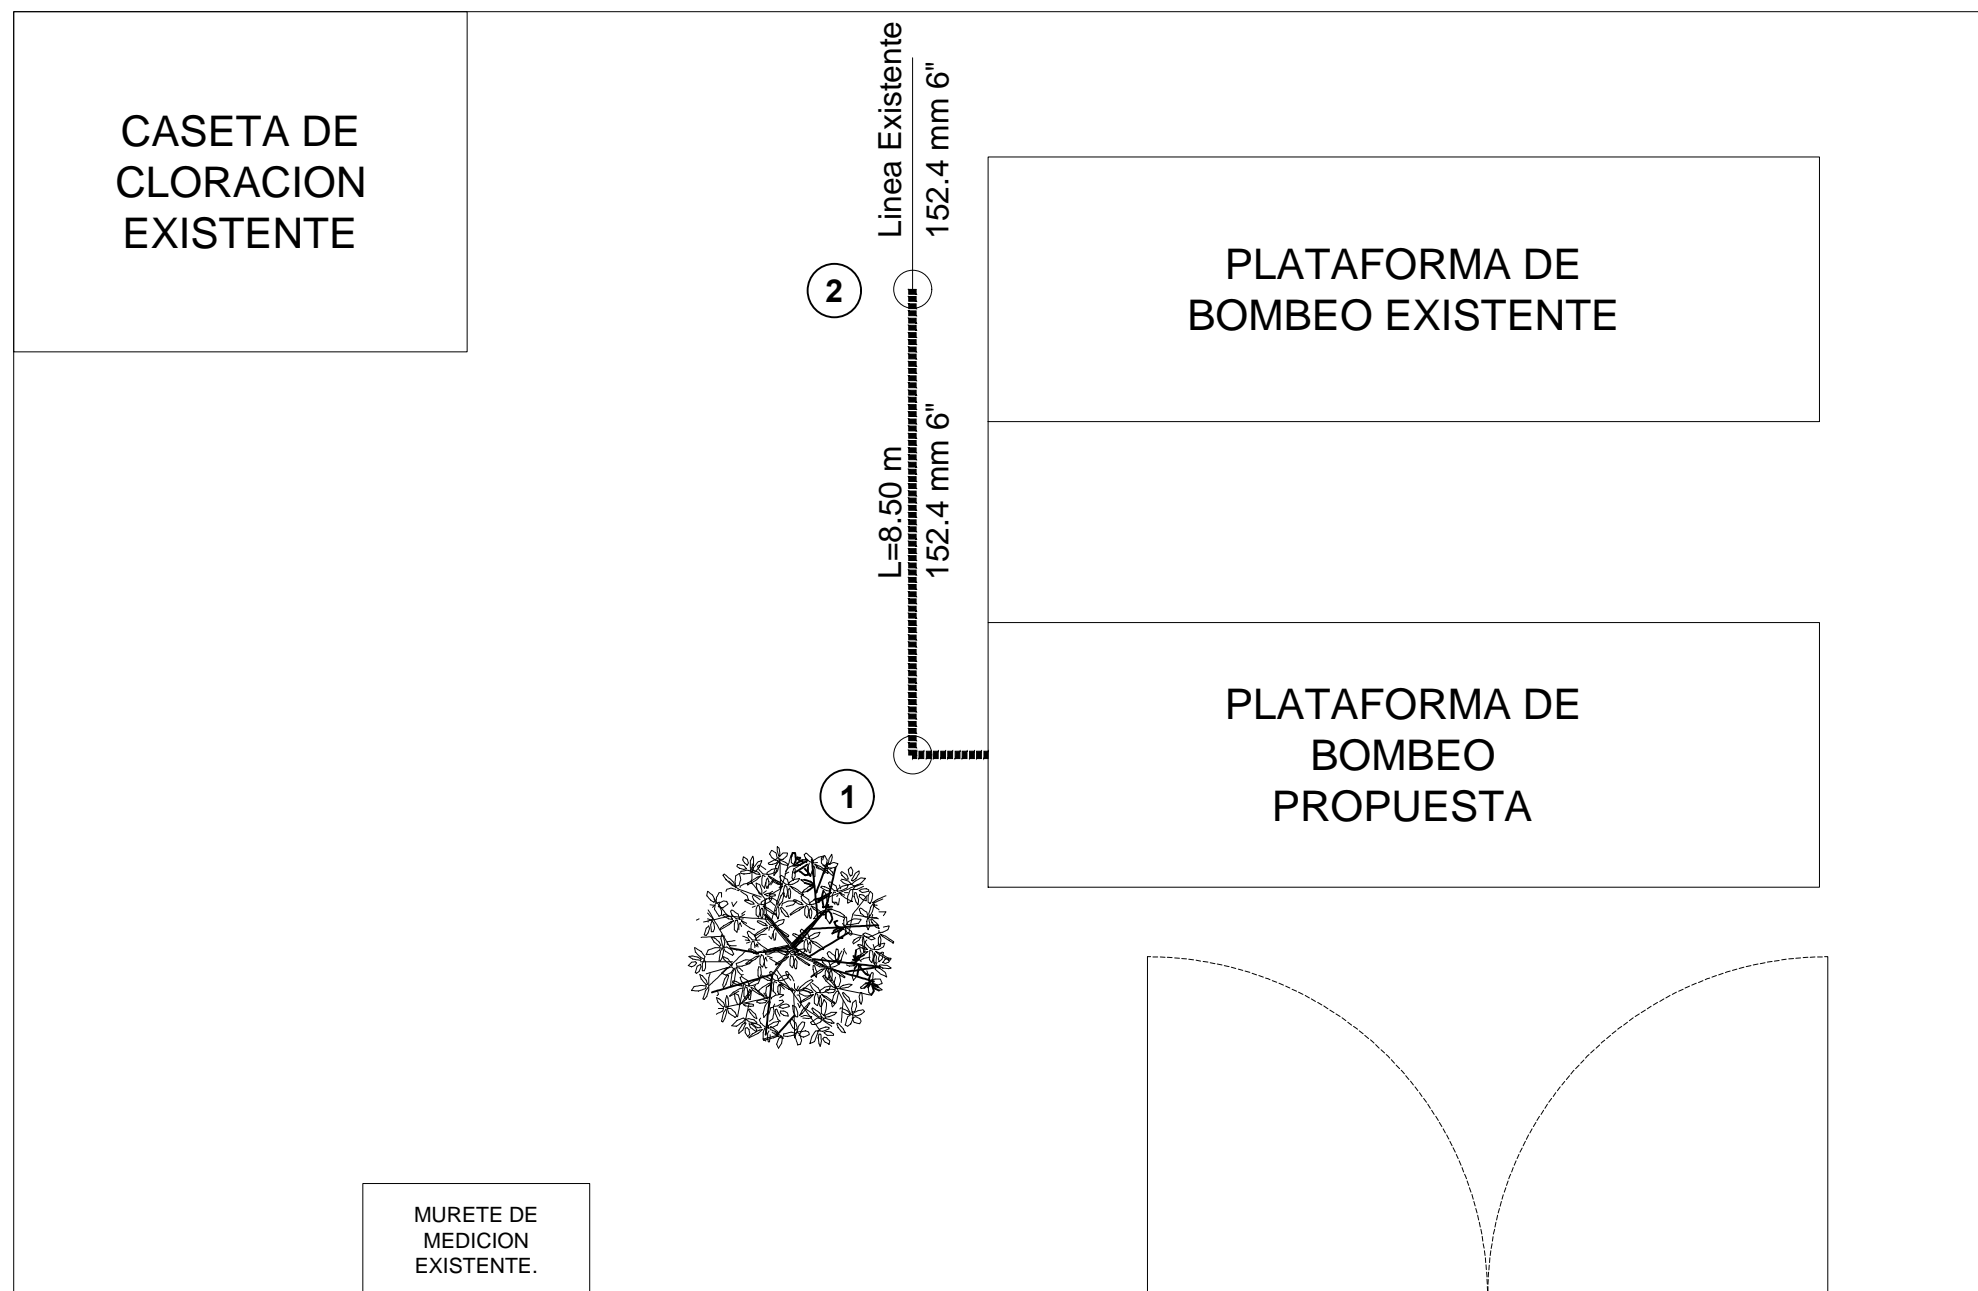 CASETA DE
CLORACION
EXISTENTE
Linea Existente
152.4 mm 6"
PLATAFORMA DE
BOMBEO EXISTENTE
2
L=8.50 m
152.4 mm 6"
PLATAFORMA DE
BOMBEO
PROPUESTA
1
MURETE DE
MEDICION
EXISTENTE.